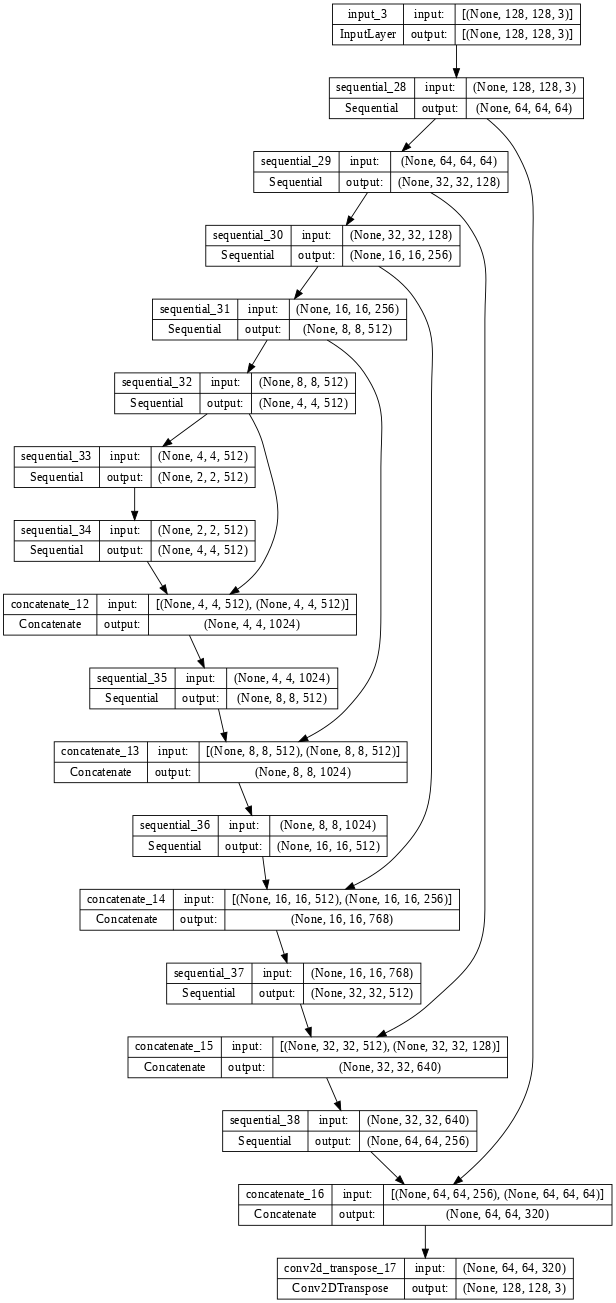 input_3 input: [(None, 128, 128, 3)]
InputLayer output: [(None, 128, 128, 3)]
sequential_28 input: (None, 128, 128, 3)
Sequential output: (None, 64, 64, 64)
sequential_29 input: (None, 64, 64, 64)
Sequential output: (None, 32, 32, 128)
sequential_30 input: (None, 32, 32, 128)
Sequential output: (None, 16, 16, 256)
sequential_31 input: (None, 16, 16, 256)
Sequential output: (None, 8, 8, 512)
sequential_32 input: (None, 8, 8, 512)
Sequential output: (None, 4, 4, 512)
sequential_33 input: (None, 4, 4, 512)
Sequential output: (None, 2, 2, 512)
sequential_34 input: (None, 2, 2, 512)
Sequential output: (None, 4, 4, 512)
concatenate_12 input: [(None, 4, 4, 512), (None, 4, 4, 512)]
Concatenate output: (None, 4, 4, 1024)
sequential_35 input: (None, 4, 4, 1024)
Sequential output: (None, 8, 8, 512)
concatenate_13 input: [(None, 8, 8, 512), (None, 8, 8, 512)]
Concatenate output: (None, 8, 8, 1024)
sequential_36 input: (None, 8, 8, 1024)
Sequential output: (None, 16, 16, 512)
concatenate_14 input: [(None, 16, 16, 512), (None, 16, 16, 256)]
Concatenate output: (None, 16, 16, 768)
sequential_37 input: (None, 16, 16, 768)
Sequential output: (None, 32, 32, 512)
concatenate_15 input: [(None, 32, 32, 512), (None, 32, 32, 128)]
Concatenate output: (None, 32, 32, 640)
sequential_38 input: (None, 32, 32, 640)
Sequential output: (None, 64, 64, 256)
concatenate_16 input: [(None, 64, 64, 256), (None, 64, 64, 64)]
Concatenate output: (None, 64, 64, 320)
conv2d_transpose_17 input: (None, 64, 64, 320)
Conv2DTranspose output: (None, 128, 128, 3)